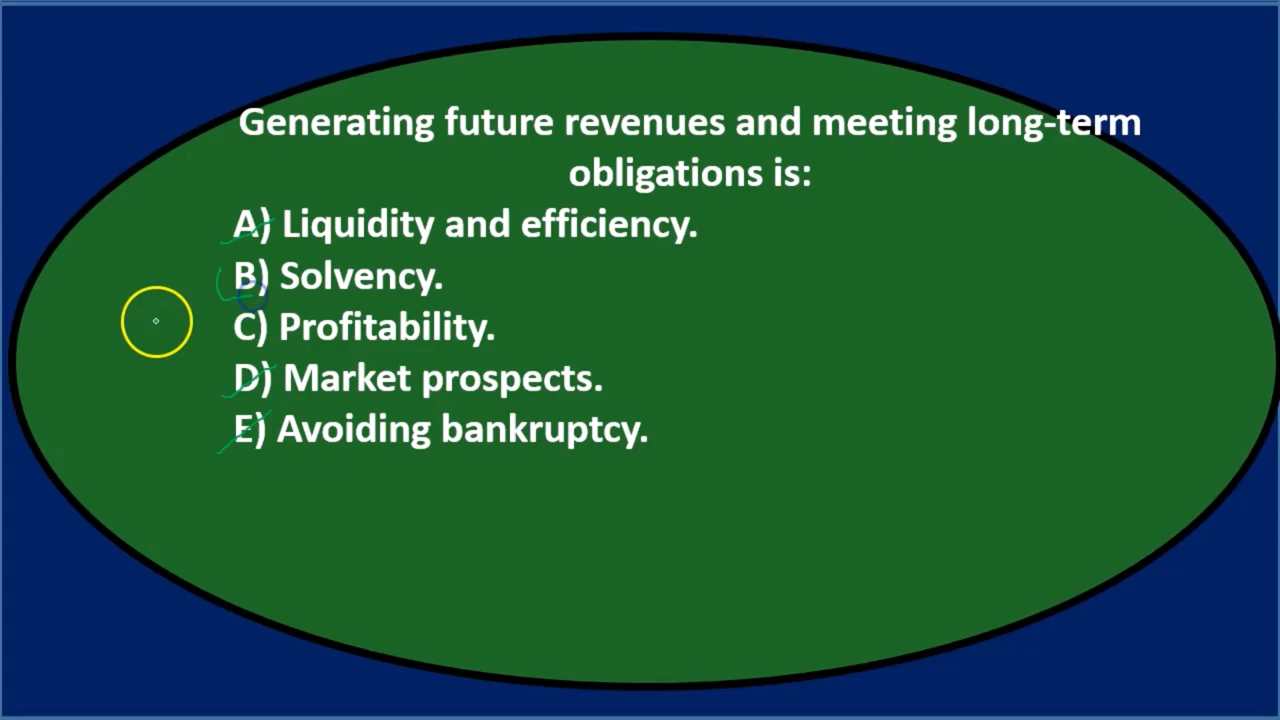 Generating future revenues and meeting long-term
obligations is:
A) Liquidity and efficiency.
B) Solvency.
C) Profitability.
D) Market prospects.
E) Avoiding bankruptcy.